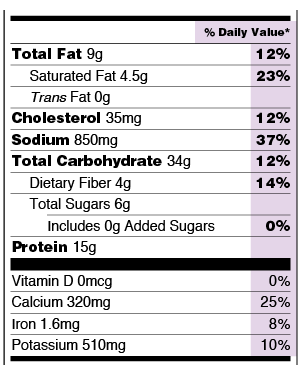 % Daily Value*
Total Fat 9g 12%
Saturated Fat 4.5g 23%
Trans Fat 0g
Cholesterol 35mg 12%
Sodium 850mg 37%
Total Carbohydrate 34g 12%
Dietary Fiber 4g 14%
Total Sugars 6g
Includes 0g Added Sugars 0%
Protein 15g
Vitamin D 0mcg 0%
Calcium 320mg 25%
Iron 1.6mg 8%
Potassium 510mg 10%